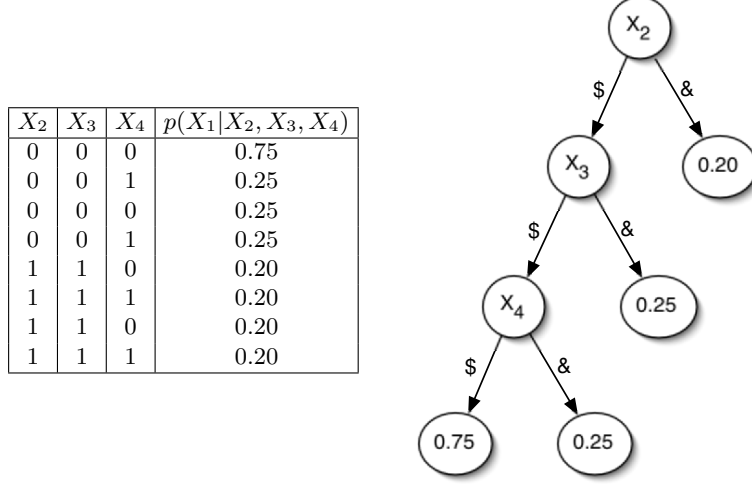 X2 X3 X4 p(X1|X2, X3, X4)
0 0 0 0.75
0 0 1 0.25
0 0 0 0.25
0 0 1 0.25
1 1 0 0.20
1 1 1 0.20
1 1 0 0.20
1 1 1 0.20
X2
$ &
X3 0.20
$ &
X4 0.25
$ &
0.75 0.25